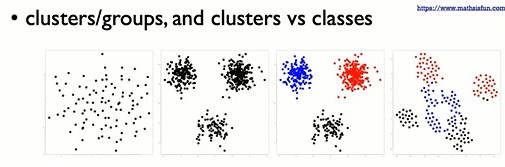 https://www.mathsisfun.com
• clusters/groups, and clusters vs classes